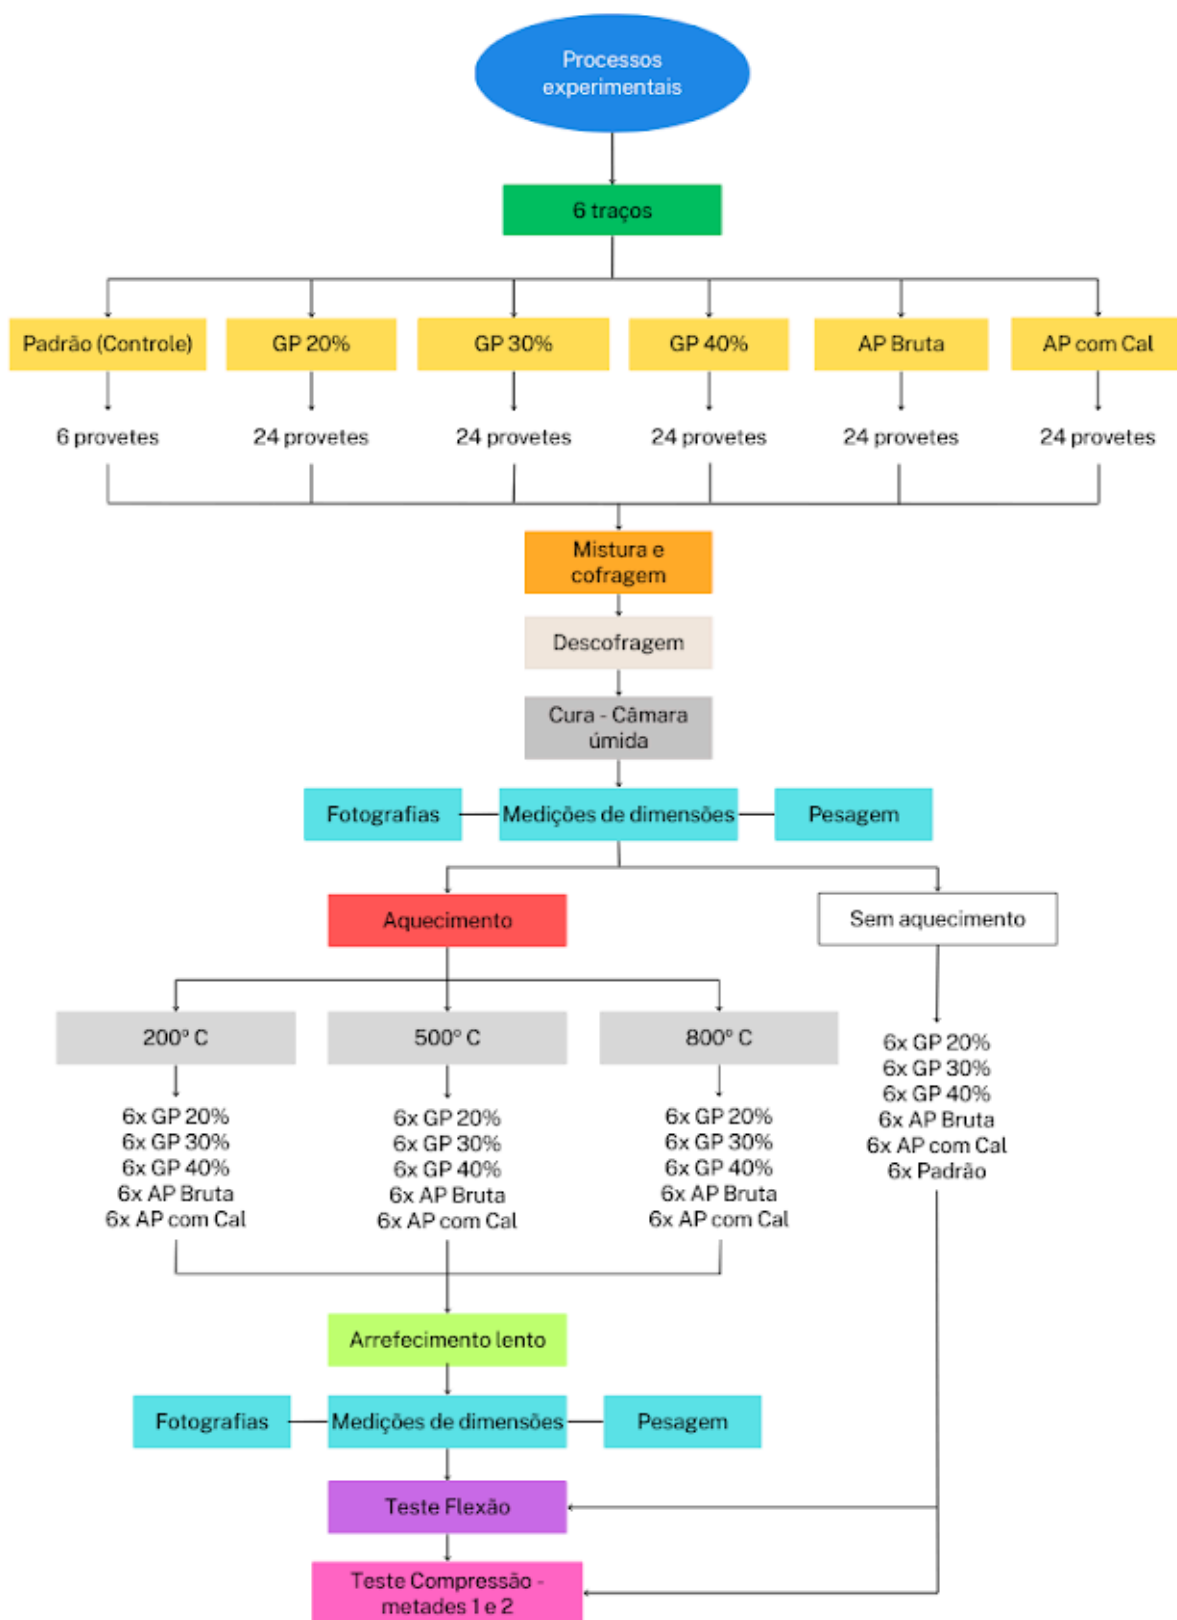 Processos
experimentais
6 traços
Padrão (Controle)
GP 20%
GP 30%
GP 40%
AP Bruta
AP com Cal
6 provetes
24 provetes
24 provetes
24 provetes
24 provetes
24 provetes
Mistura e
cofragem
Descofragem
Cura - Câmara
úmida
Fotografias
Medições de dimensões
Pesagem
Aquecimento
Sem aquecimento
200º C
500º C
800º C
6x GP 20%
6x GP 30%
6x GP 40%
6x AP Bruta
6x AP com Cal
6x GP 20%
6x GP 30%
6x GP 40%
6x AP Bruta
6x AP com Cal
6x GP 20%
6x GP 30%
6x GP 40%
6x AP Bruta
6x AP com Cal
6x GP 20%
6x GP 30%
6x GP 40%
6x AP Bruta
6x AP com Cal
6x Padrão
Arrefecimento lento
Fotografias
Medições de dimensões
Pesagem
Teste Flexão
Teste Compressão -
metades 1 e 2